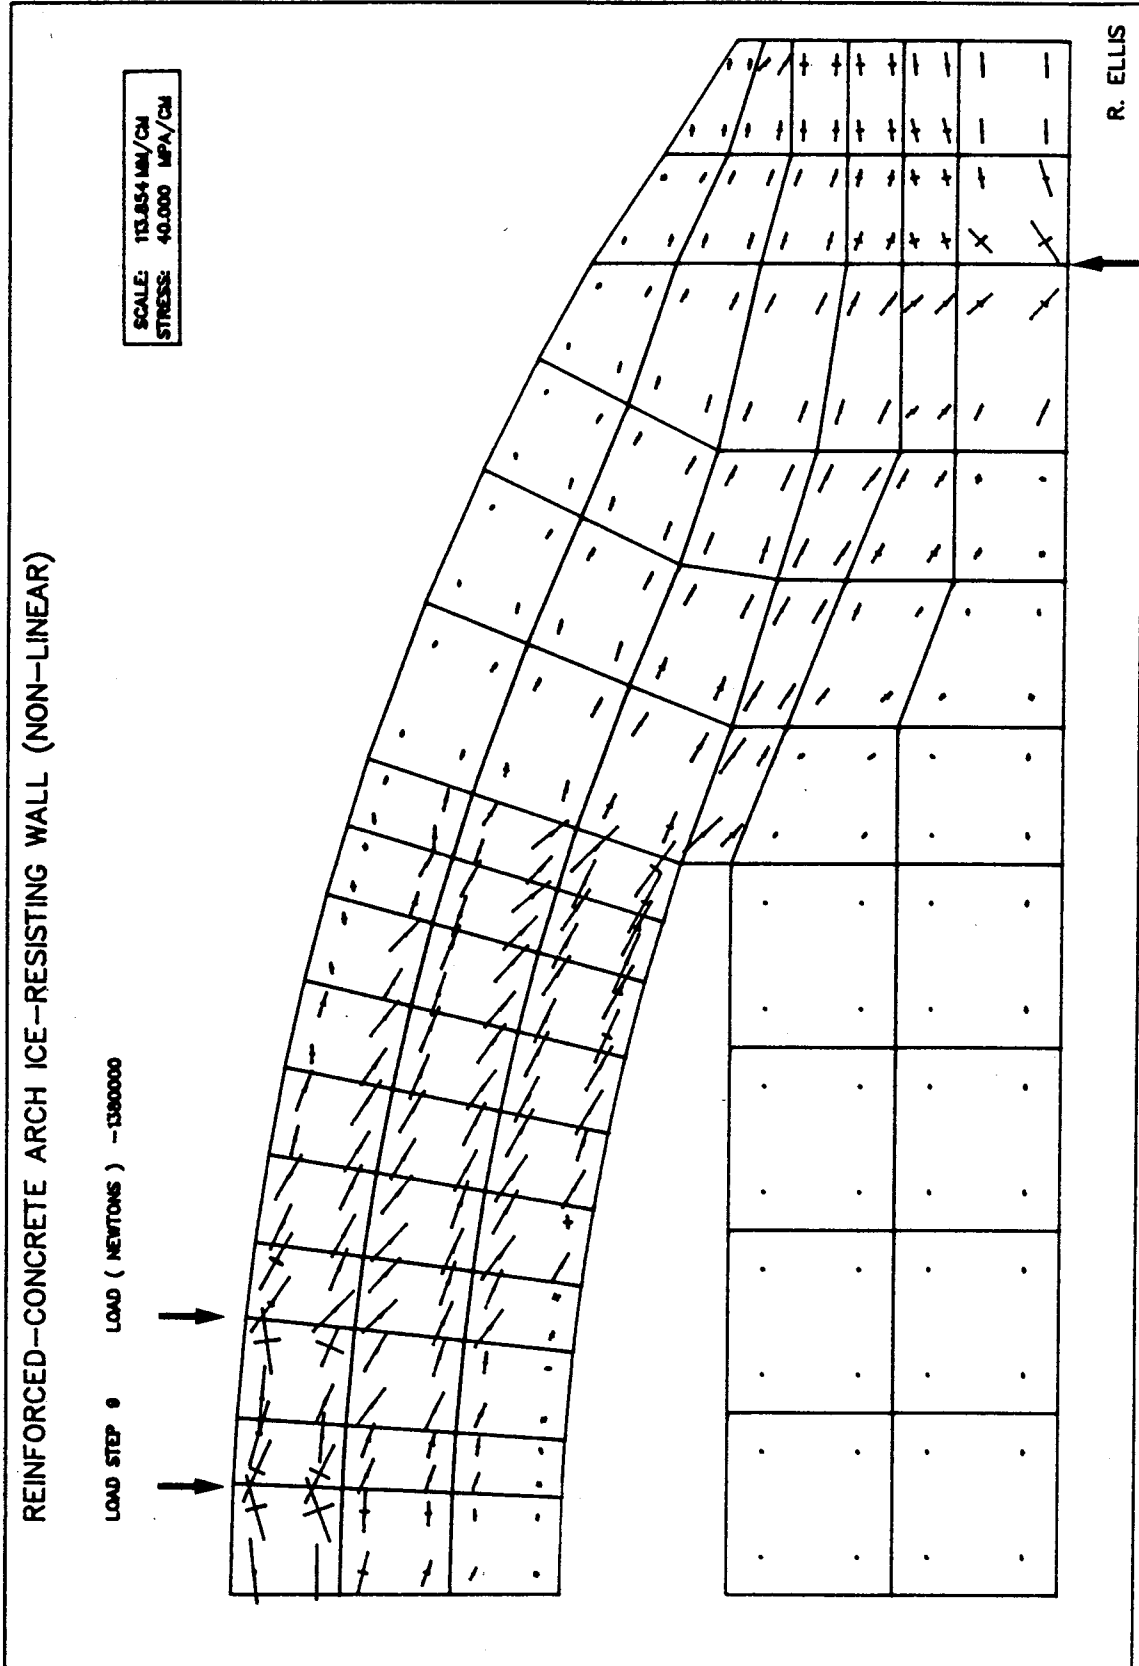 REINFORCED-CONCRETE ARCH ICE-RESISTING WALL (NON-LINEAR)
LOAD STEP 9 LOAD ( NEWTONS ) -1380000
SCALE: 113.854 MM/CM
STRESS: 40.000 MPA/CM
R. ELLIS